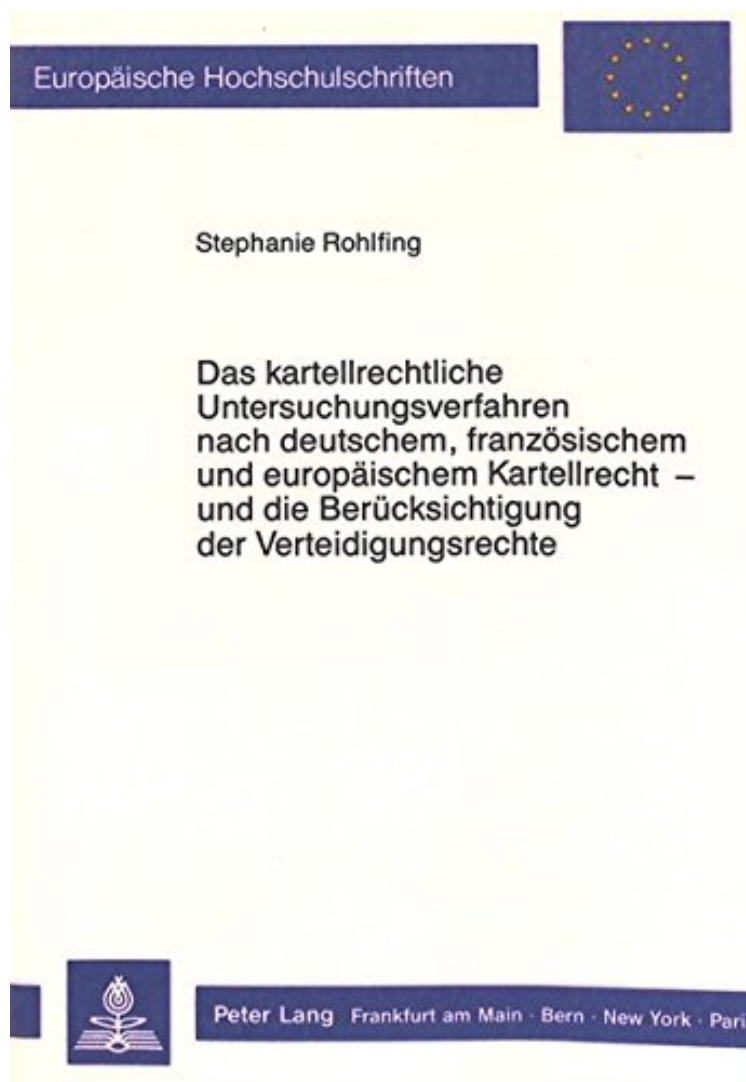 Europäische Hochschulschriften
Stephanie Rohlfing
Das kartellrechtliche
Untersuchungsverfahren
nach deutschem, französischem
und europäischem Kartellrecht –
und die Berücksichtigung
der Verteidigungsrechte
Peter Lang Frankfurt am Main · Bern · New York · Pari